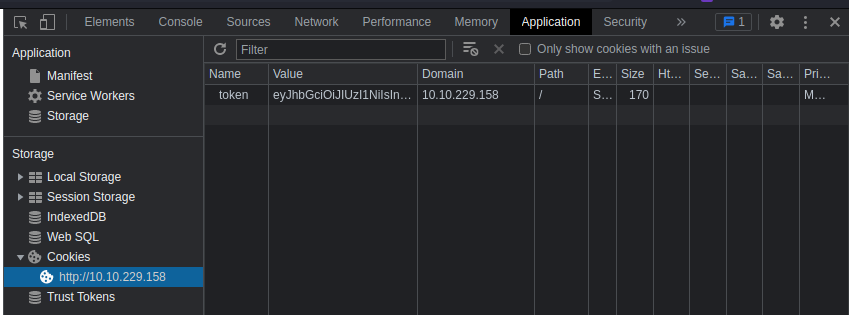 Elements Console Sources Network Performance Memory Application Security » 1
Application
Manifest
Service Workers
Storage
Storage
Local Storage
Session Storage
IndexedDB
Web SQL
Cookies
http://10.10.229.158
Trust Tokens
Filter Only show cookies with an issue
Name Value Domain Path E... Size Ht... Se... Sa... Sa... Pri...
token eyJhbGciOiJIUzI1NiIsIn... 10.10.229.158 / S... 170 M...